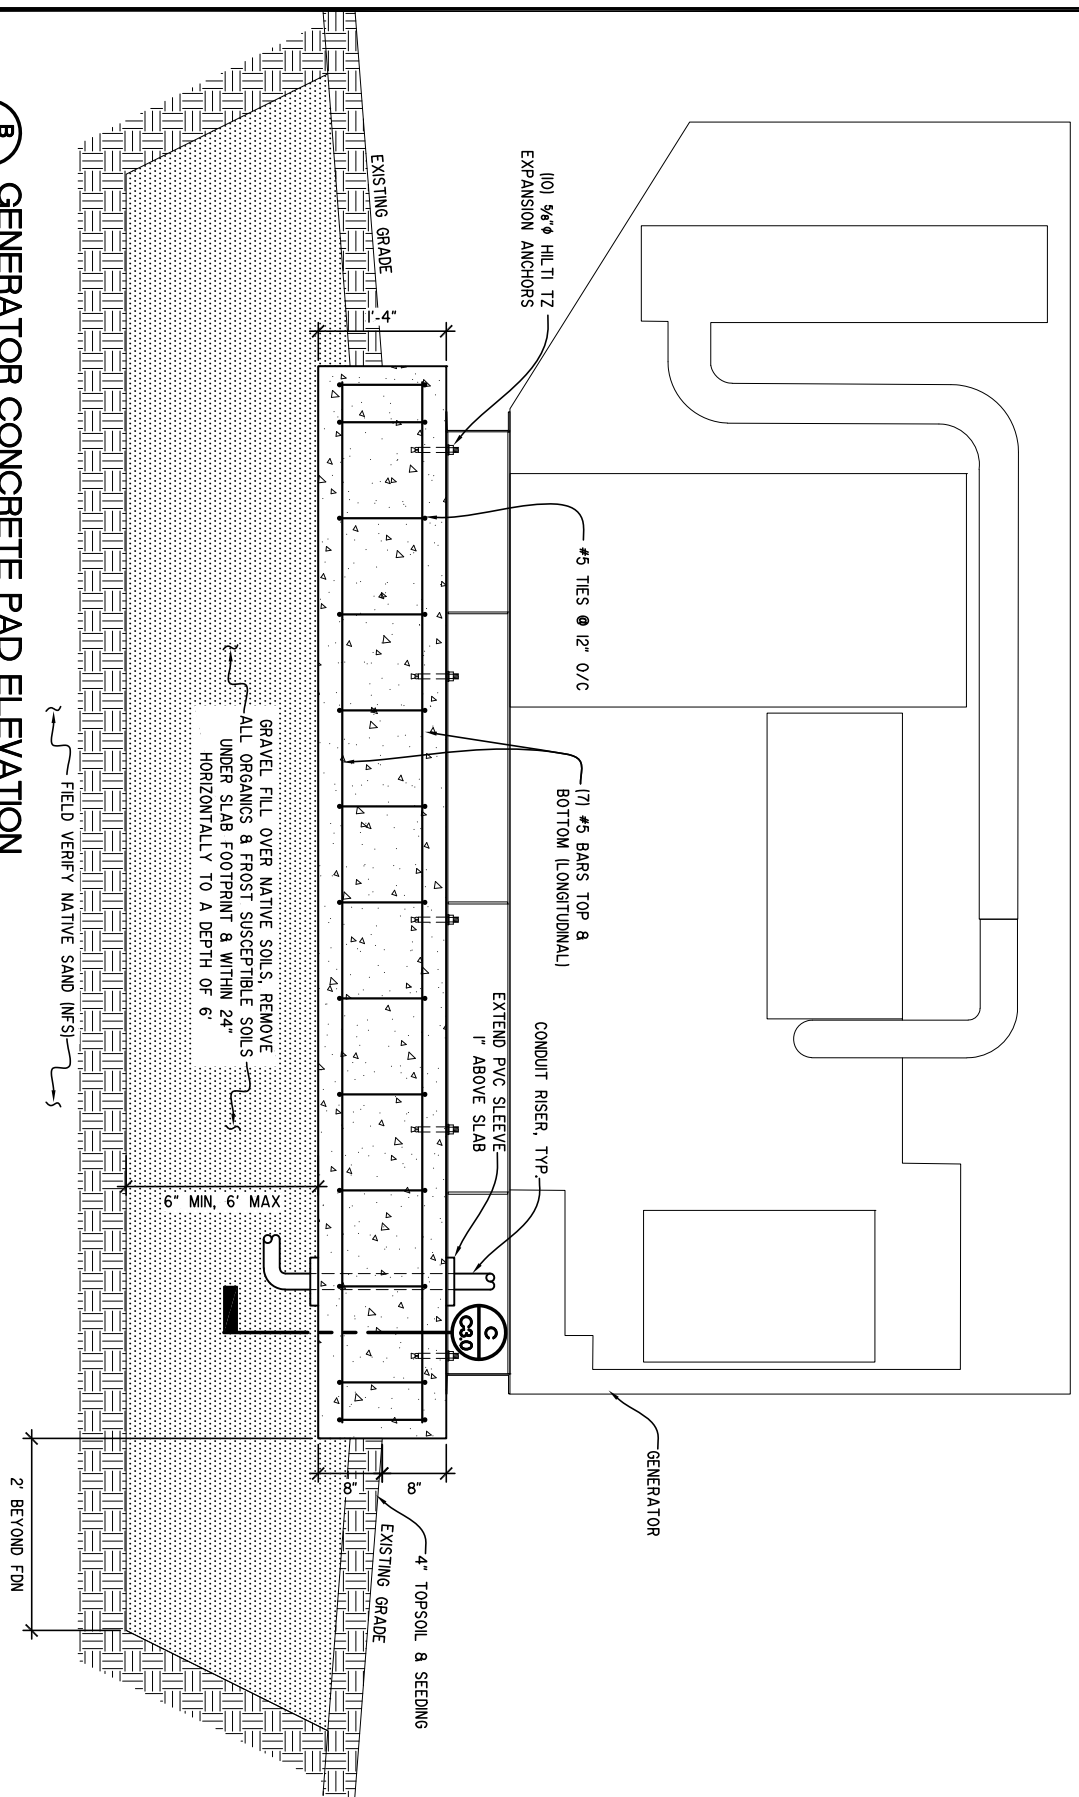 GENERATOR
(10) 5/8"ø HILTI TZ
EXPANSION ANCHORS
#5 TIES @ 12" O/C
(7) #5 BARS TOP &
BOTTOM (LONGITUDINAL)
CONDUIT RISER, TYP.
EXTEND PVC SLEEVE
1" ABOVE SLAB
C
C3.0
EXISTING GRADE
1'-4"
8"
8"
4" TOPSOIL & SEEDING
EXISTING GRADE
GRAVEL FILL OVER NATIVE SOILS, REMOVE
ALL ORGANICS & FROST SUSCEPTIBLE SOILS
UNDER SLAB FOOTPRINT & WITHIN 24"
HORIZONTALLY TO A DEPTH OF 6'
6" MIN, 6' MAX
FIELD VERIFY NATIVE SAND (NFS)
2' BEYOND FDN
B
GENERATOR CONCRETE PAD ELEVATION